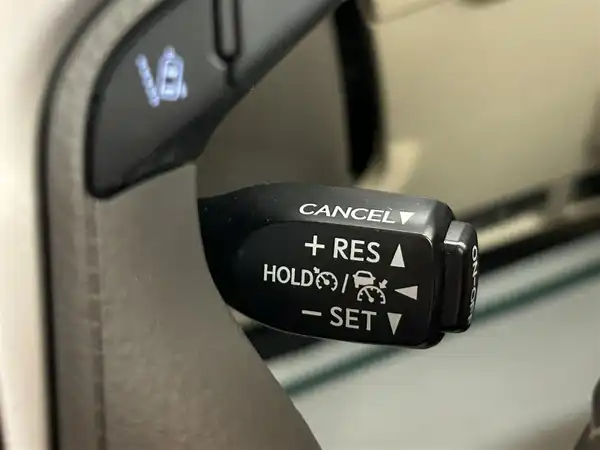 CANCEL▼
+ RES ▲
HOLD / ◀
- SET ▼
ON-OFF